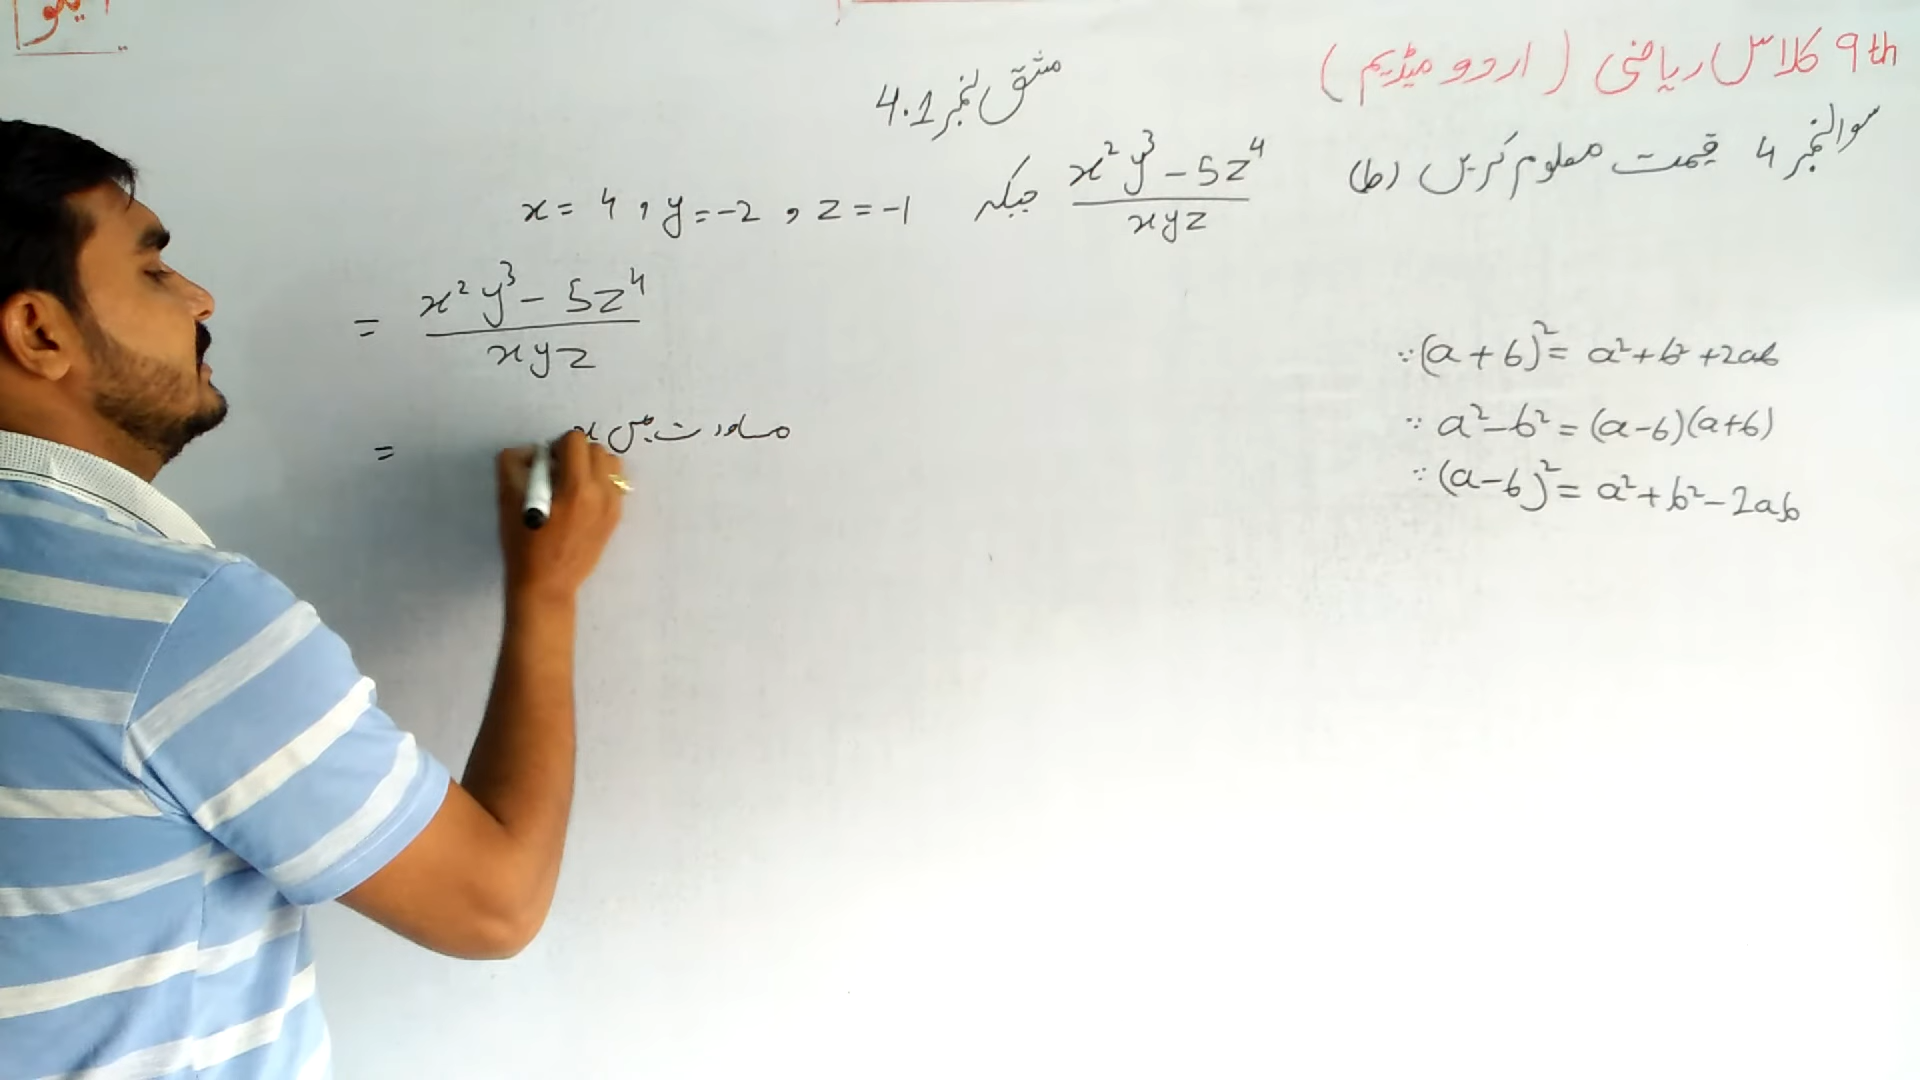 9th کلاس ریاضی (اردو میڈیم)
مشق نمبر 4.1
سوال نمبر 4 قیمت معلوم کریں (ط)
x²y³-5z⁴/xyz جبکہ x=4, y=-2, z=-1
= x²y³-5z⁴/xyz
= مساوات میں x
∵(a+b)²= a²+b²+2ab
∵ a²-b²=(a-b)(a+b)
∵ (a-b)²= a²+b²-2ab